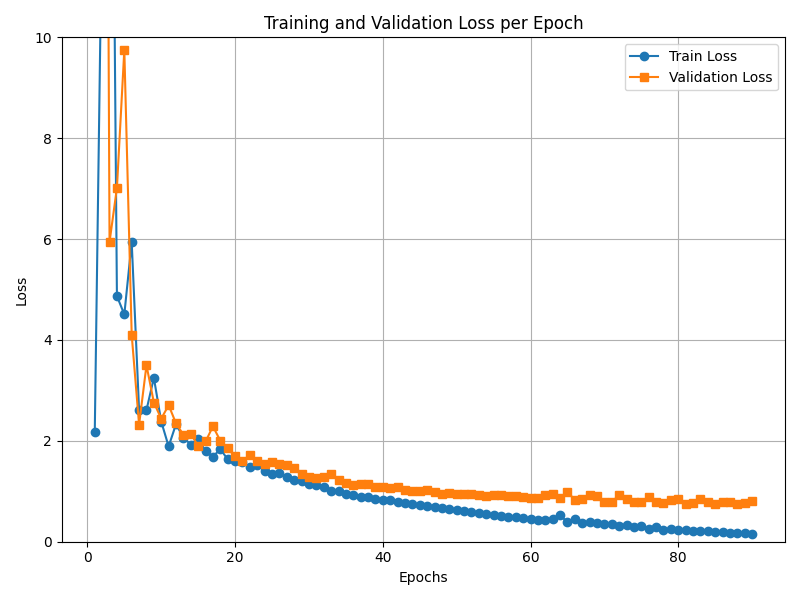 Training and Validation Loss per Epoch
Train Loss
Validation Loss
10
8
6
4
2
0
Loss
0 20 40 60 80
Epochs